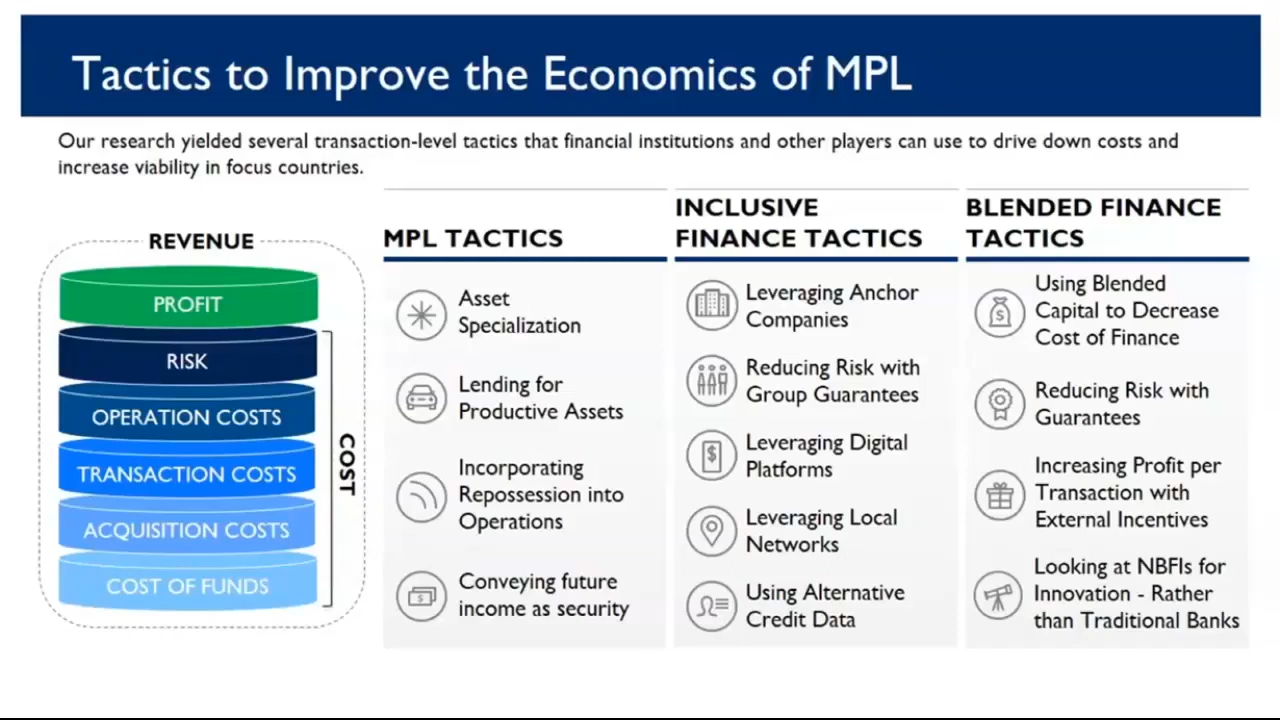 Tactics to Improve the Economics of MPL
Our research yielded several transaction-level tactics that financial institutions and other players can use to drive down costs and
increase viability in focus countries.
REVENUE
PROFIT
RISK
OPERATION COSTS
TRANSACTION COSTS
ACQUISITION COSTS
COST OF FUNDS
COST
MPL TACTICS
Asset
Specialization
Lending for
Productive Assets
Incorporating
Repossession into
Operations
Conveying future
income as security
INCLUSIVE
FINANCE TACTICS
Leveraging Anchor
Companies
Reducing Risk with
Group Guarantees
Leveraging Digital
Platforms
Leveraging Local
Networks
Using Alternative
Credit Data
BLENDED FINANCE
TACTICS
Using Blended
Capital to Decrease
Cost of Finance
Reducing Risk with
Guarantees
Increasing Profit per
Transaction with
External Incentives
Looking at NBFIs for
Innovation - Rather
than Traditional Banks